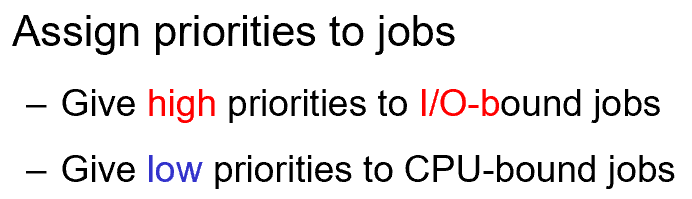 Assign priorities to jobs
– Give high priorities to I/O-bound jobs
– Give low priorities to CPU-bound jobs